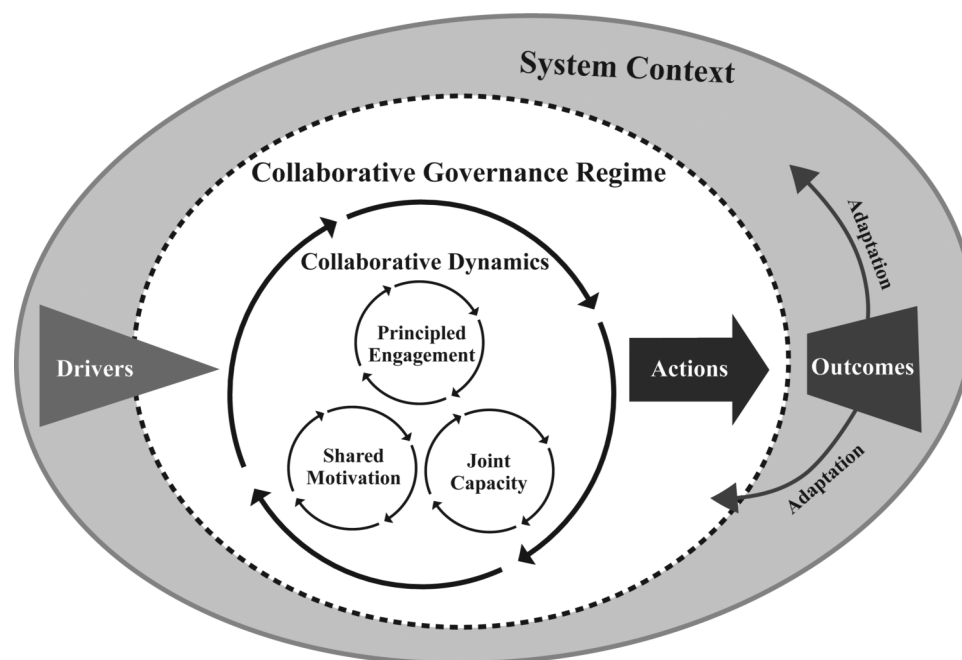 System Context
Collaborative Governance Regime
Collaborative Dynamics
Principled
Engagement
Shared
Motivation
Joint
Capacity
Drivers
Actions
Outcomes
Adaptation
Adaptation